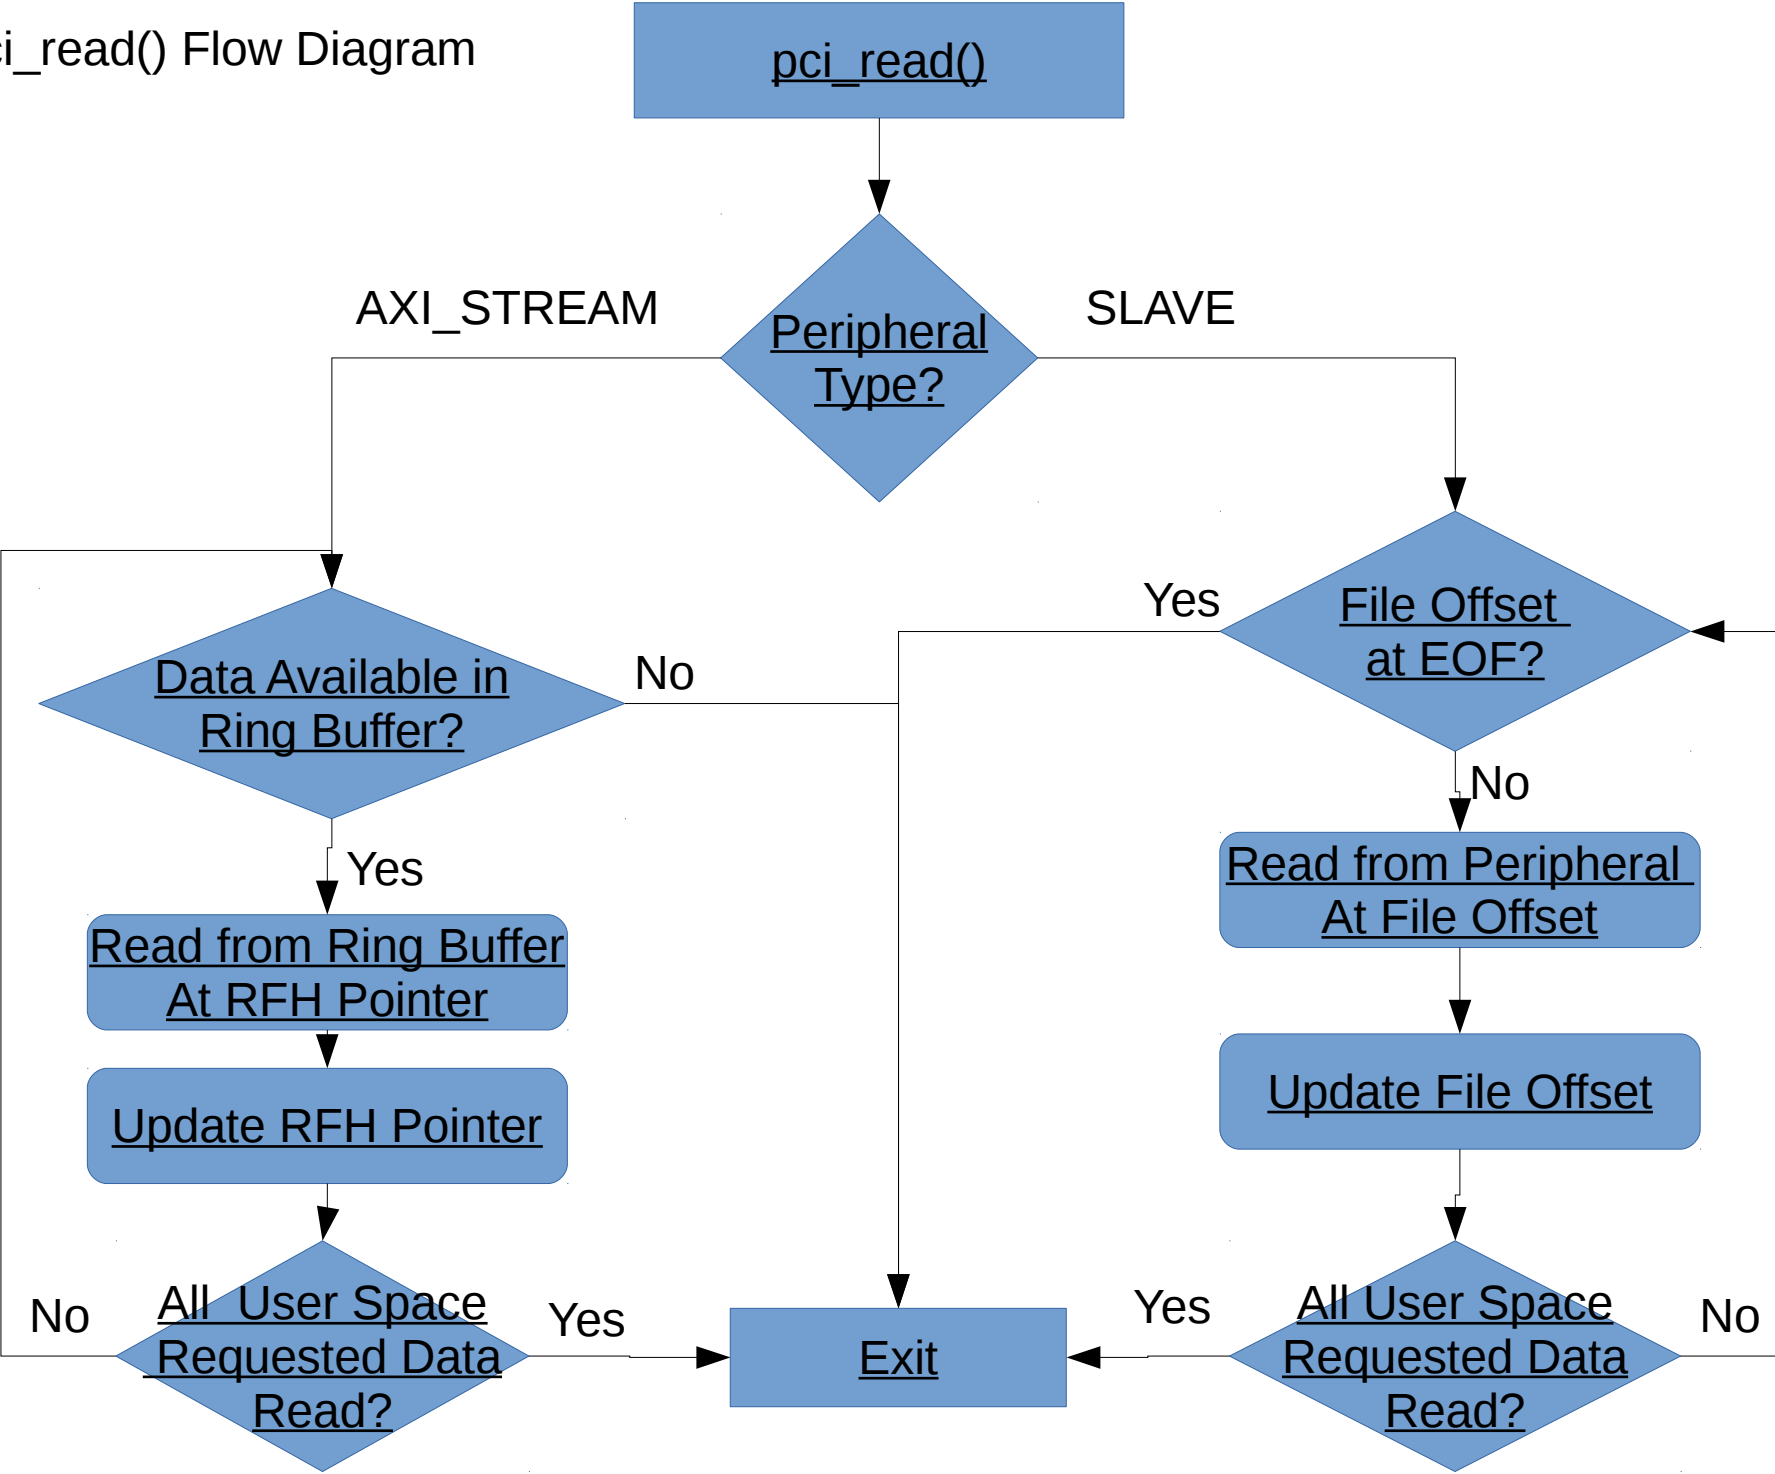 ci_read() Flow Diagram
pci_read()
AXI_STREAM
SLAVE
Peripheral
Type?
Yes
File Offset
at EOF?
No
Data Available in
Ring Buffer?
No
Yes
Read from Peripheral
At File Offset
Read from Ring Buffer
At RFH Pointer
Update File Offset
Update RFH Pointer
No
All User Space
Requested Data
Read?
Yes
Exit
Yes
All User Space
Requested Data
Read?
No